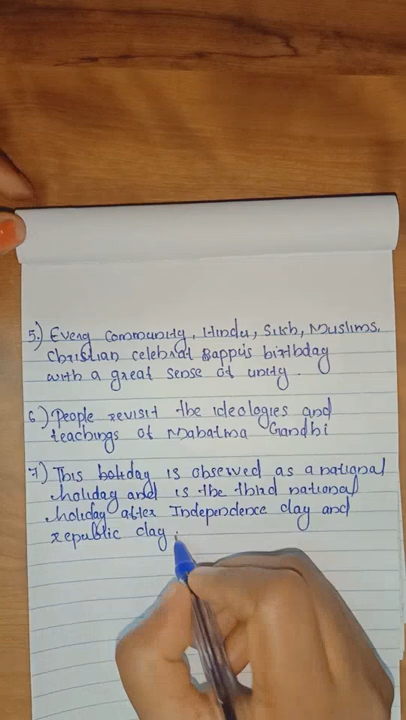 5.) Eveng Community, Hindu, Sikh, Muslims,
Christian celebrat Bappu's birthday
with a great sense of unity.
6.) People revisit the ideologies and
teachings of Mahatma Gandhi
7) This holiday is observed as a national
holiday and is the third national
holiday after Independence day and
republic day.